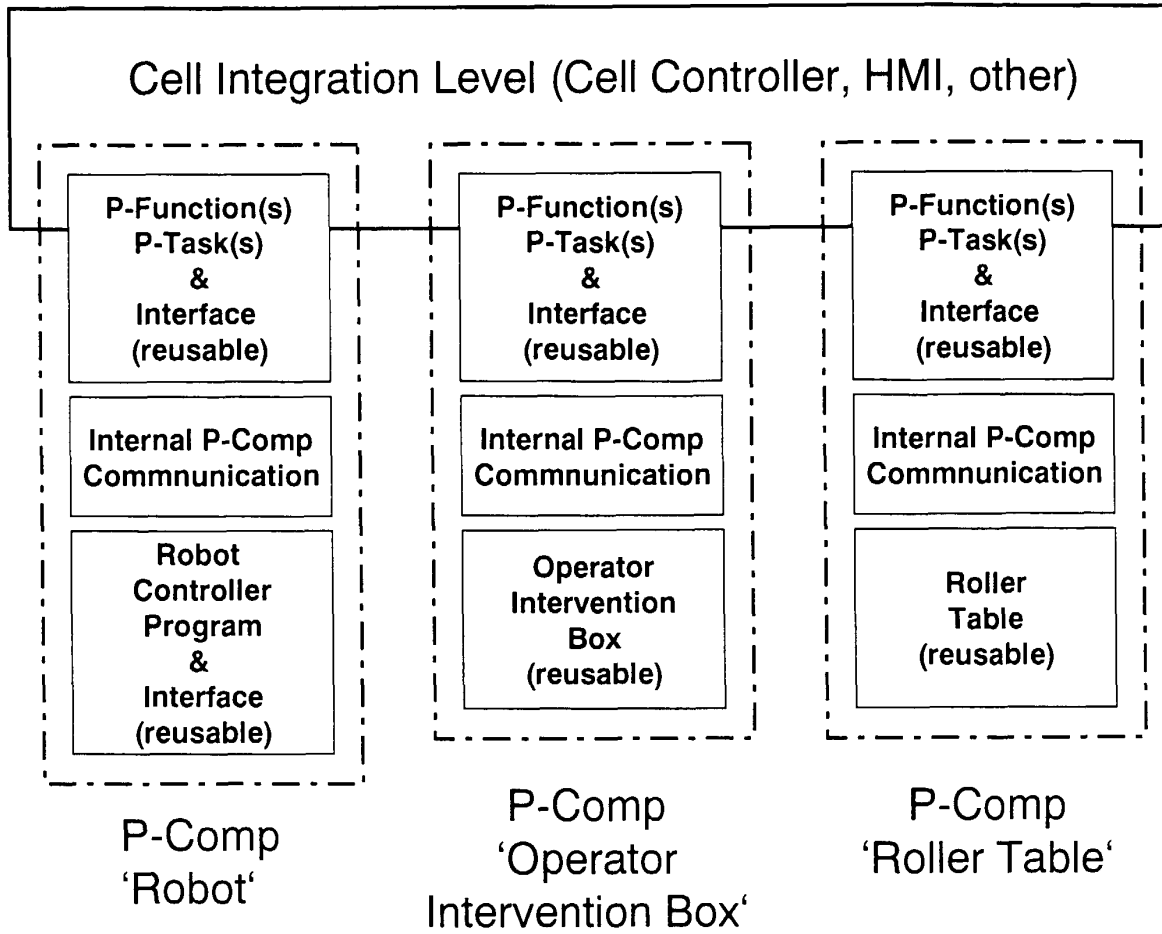 Cell Integration Level (Cell Controller, HMI, other)
P-Function(s)
P-Task(s)
&
Interface
(reusable)
Internal P-Comp
Commnunication
Robot
Controller
Program
&
Interface
(reusable)
P-Comp
‘Robot‘
P-Function(s)
P-Task(s)
&
Interface
(reusable)
Internal P-Comp
Commnunication
Operator
Intervention
Box
(reusable)
P-Comp
‘Operator
Intervention Box‘
P-Function(s)
P-Task(s)
&
Interface
(reusable)
Internal P-Comp
Commnunication
Roller
Table
(reusable)
P-Comp
‘Roller Table‘